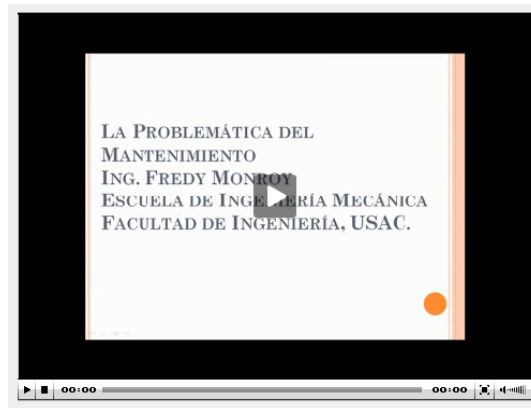 LA PROBLEMÁTICA DEL
MANTENIMIENTO
ING. FREDY MONROY
ESCUELA DE INGENIERÍA MECÁNICA
FACULTAD DE INGENIERÍA, USAC.
00:00 00:00